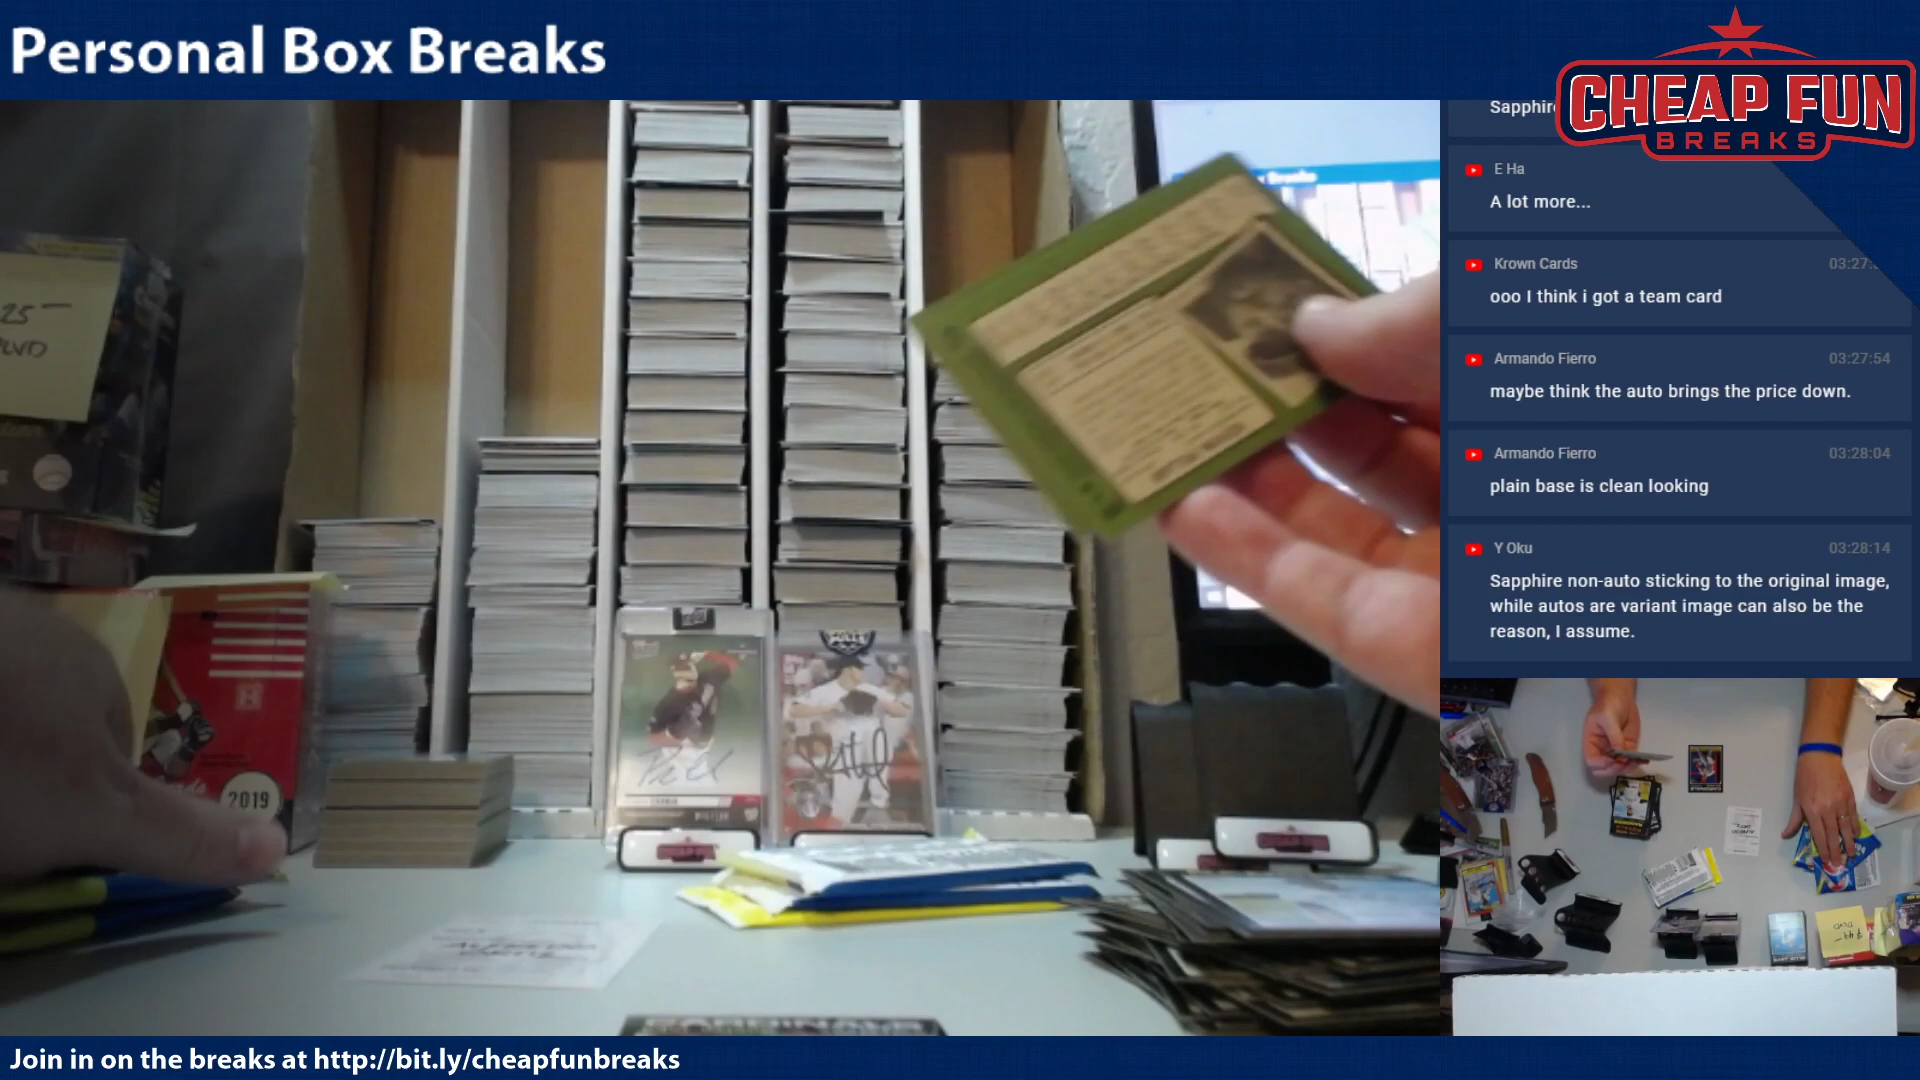 Personal Box Breaks
CHEAP FUN
BREAKS
Sapphire
E Ha
A lot more...
Krown Cards
03:27:
ooo I think i got a team card
Armando Fierro
03:27:54
maybe think the auto brings the price down.
Armando Fierro
03:28:04
plain base is clean looking
Y Oku
03:28:14
Sapphire non-auto sticking to the original image,
while autos are variant image can also be the
reason, I assume.
25
2019
Join in on the breaks at http://bit.ly/cheapfunbreaks